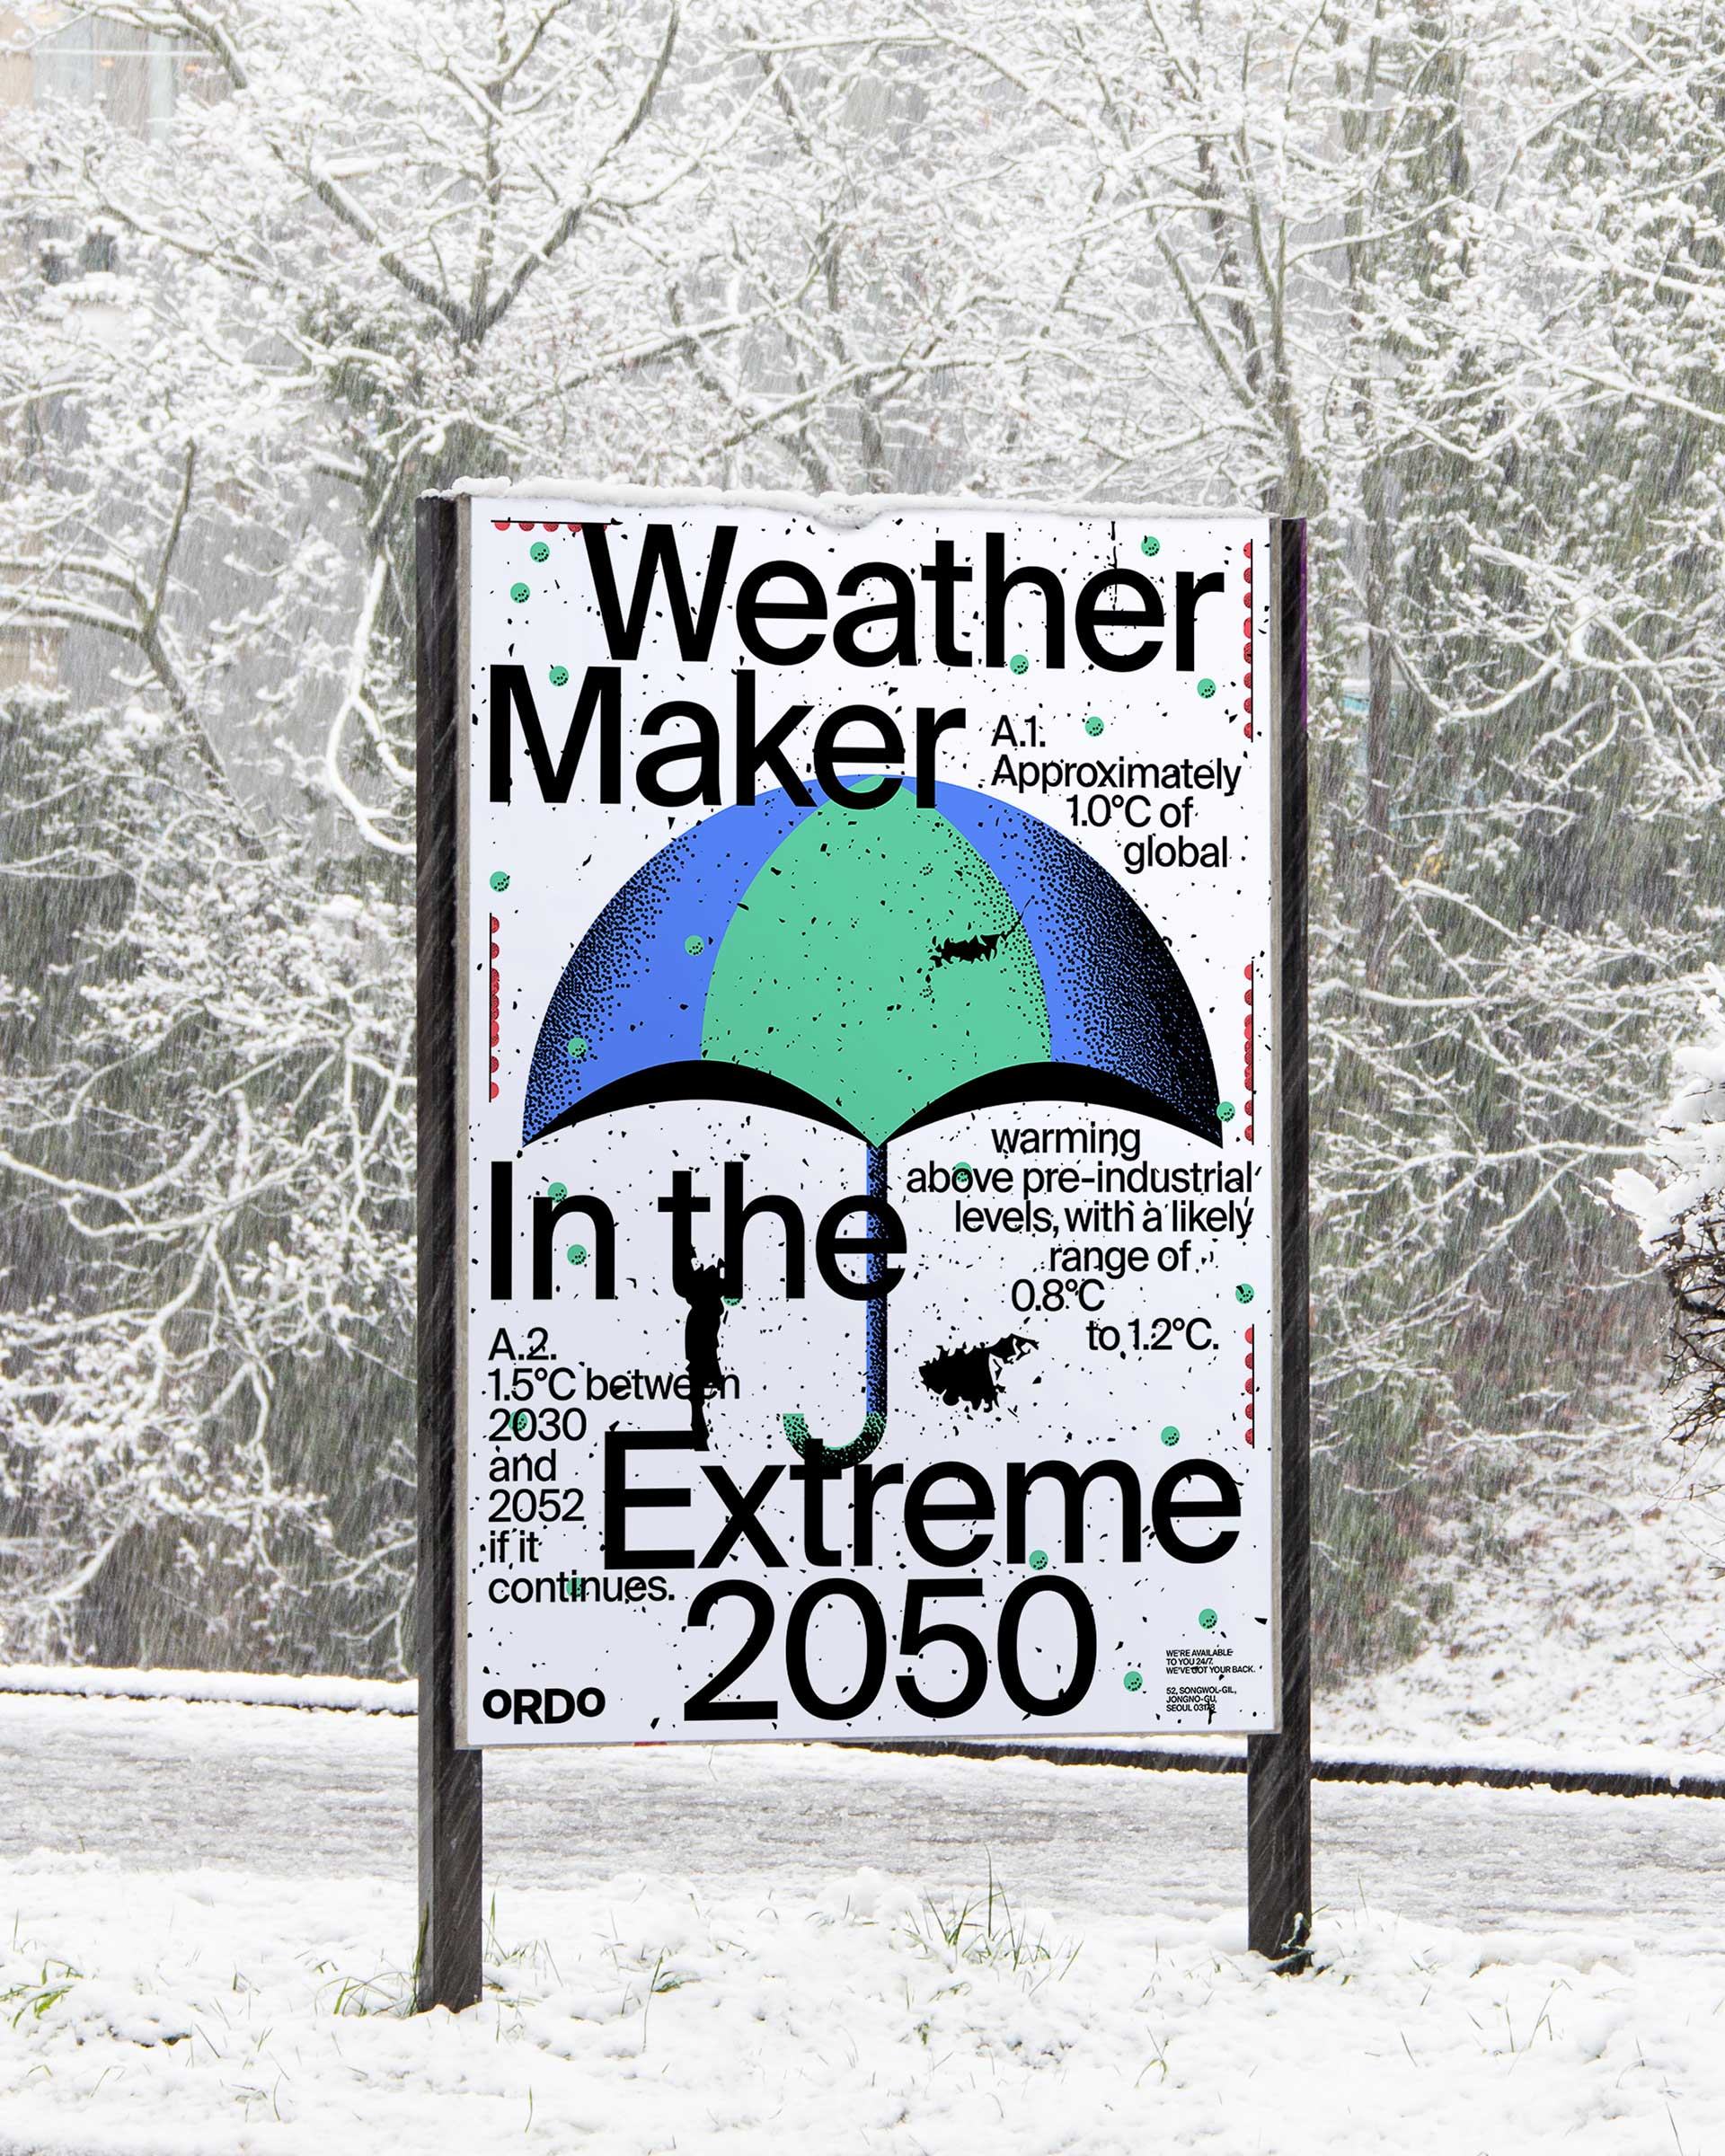 Weather
Maker
A.1.
Approximately
1.0°C of
global
warming
above pre-industrial
levels, with a likely
range of
0.8°C
to 1.2°C.
In the
A.2.
1.5°C between
2030
and
2052
if it
continues.
Extreme
2050
ORDO
WE'RE AVAILABLE
TO YOU 24/7.
WE'VE GOT YOUR BACK.
52, SONGWOL-GIL,
JONGNO-GU,
SEOUL 03178